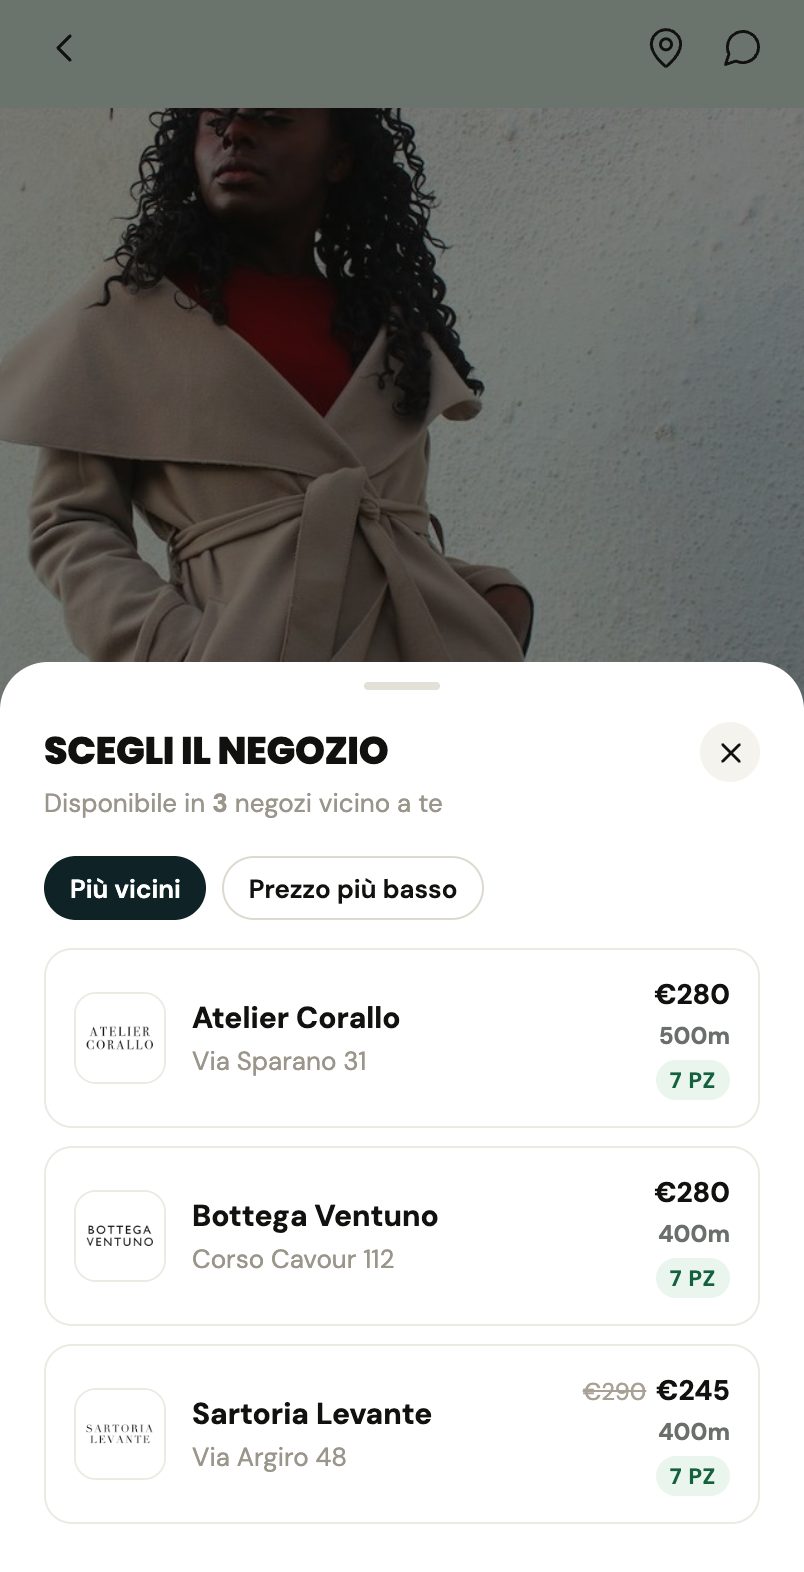 SCEGLI IL NEGOZIO
Disponibile in 3 negozi vicino a te
Più vicini
Prezzo più basso
ATELIER
CORALLO
Atelier Corallo
Via Sparano 31
€280
500m
7 PZ
BOTTEGA
VENTUNO
Bottega Ventuno
Corso Cavour 112
€280
400m
7 PZ
SARTORIA
LEVANTE
Sartoria Levante
Via Argiro 48
€290 €245
400m
7 PZ